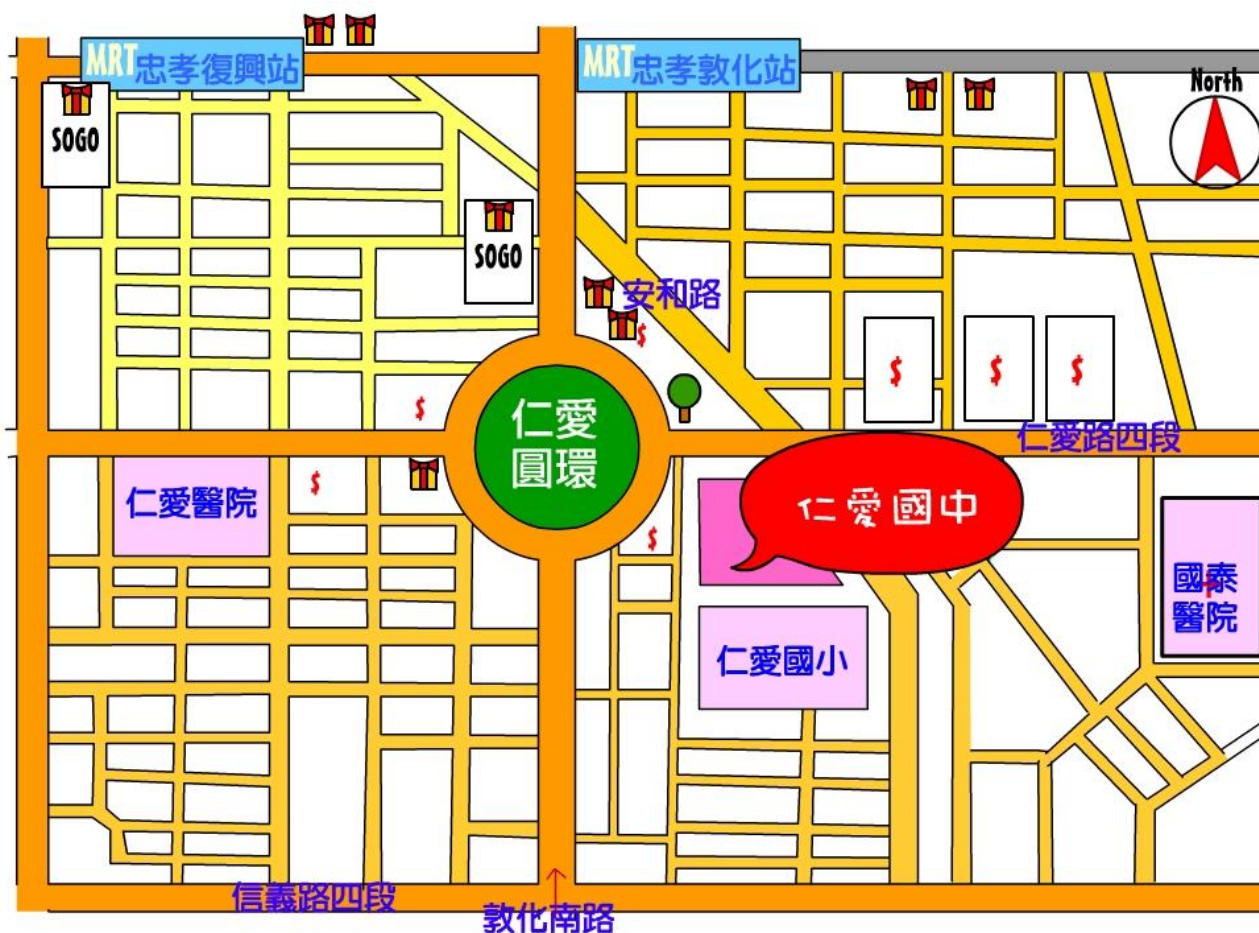 MRT忠孝復興站
MRT忠孝敦化站
North
SOGO
SOGO
安和路
$
$
$
$
$
仁愛
圓環
仁愛路四段
仁愛醫院
$
$
仁愛國中
國泰
醫院
仁愛國小
信義路四段
敦化南路